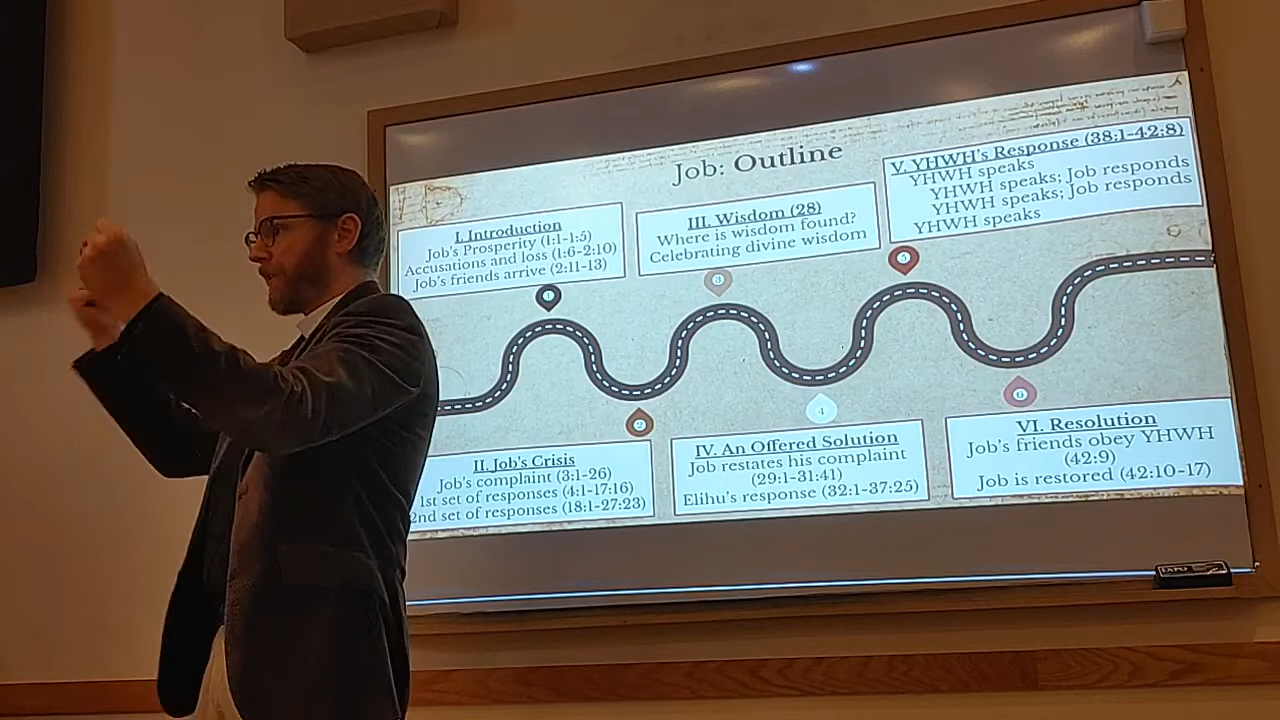 Job: Outline
I. Introduction
Job's Prosperity (1:1-1:5)
Accusations and loss (1:6-2:10)
Job's friends arrive (2:11-13)
III. Wisdom (28)
Where is wisdom found?
Celebrating divine wisdom
V. YHWH's Response (38:1-42:8)
YHWH speaks
YHWH speaks; Job responds
YHWH speaks; Job responds
YHWH speaks
1
3
5
2
4
6
II. Job's Crisis
Job's complaint (3:1-26)
1st set of responses (4:1-17:16)
2nd set of responses (18:1-27:23)
IV. An Offered Solution
Job restates his complaint
(29:1-31:41)
Elihu's response (32:1-37:25)
VI. Resolution
Job's friends obey YHWH
(42:9)
Job is restored (42:10-17)
EXPO